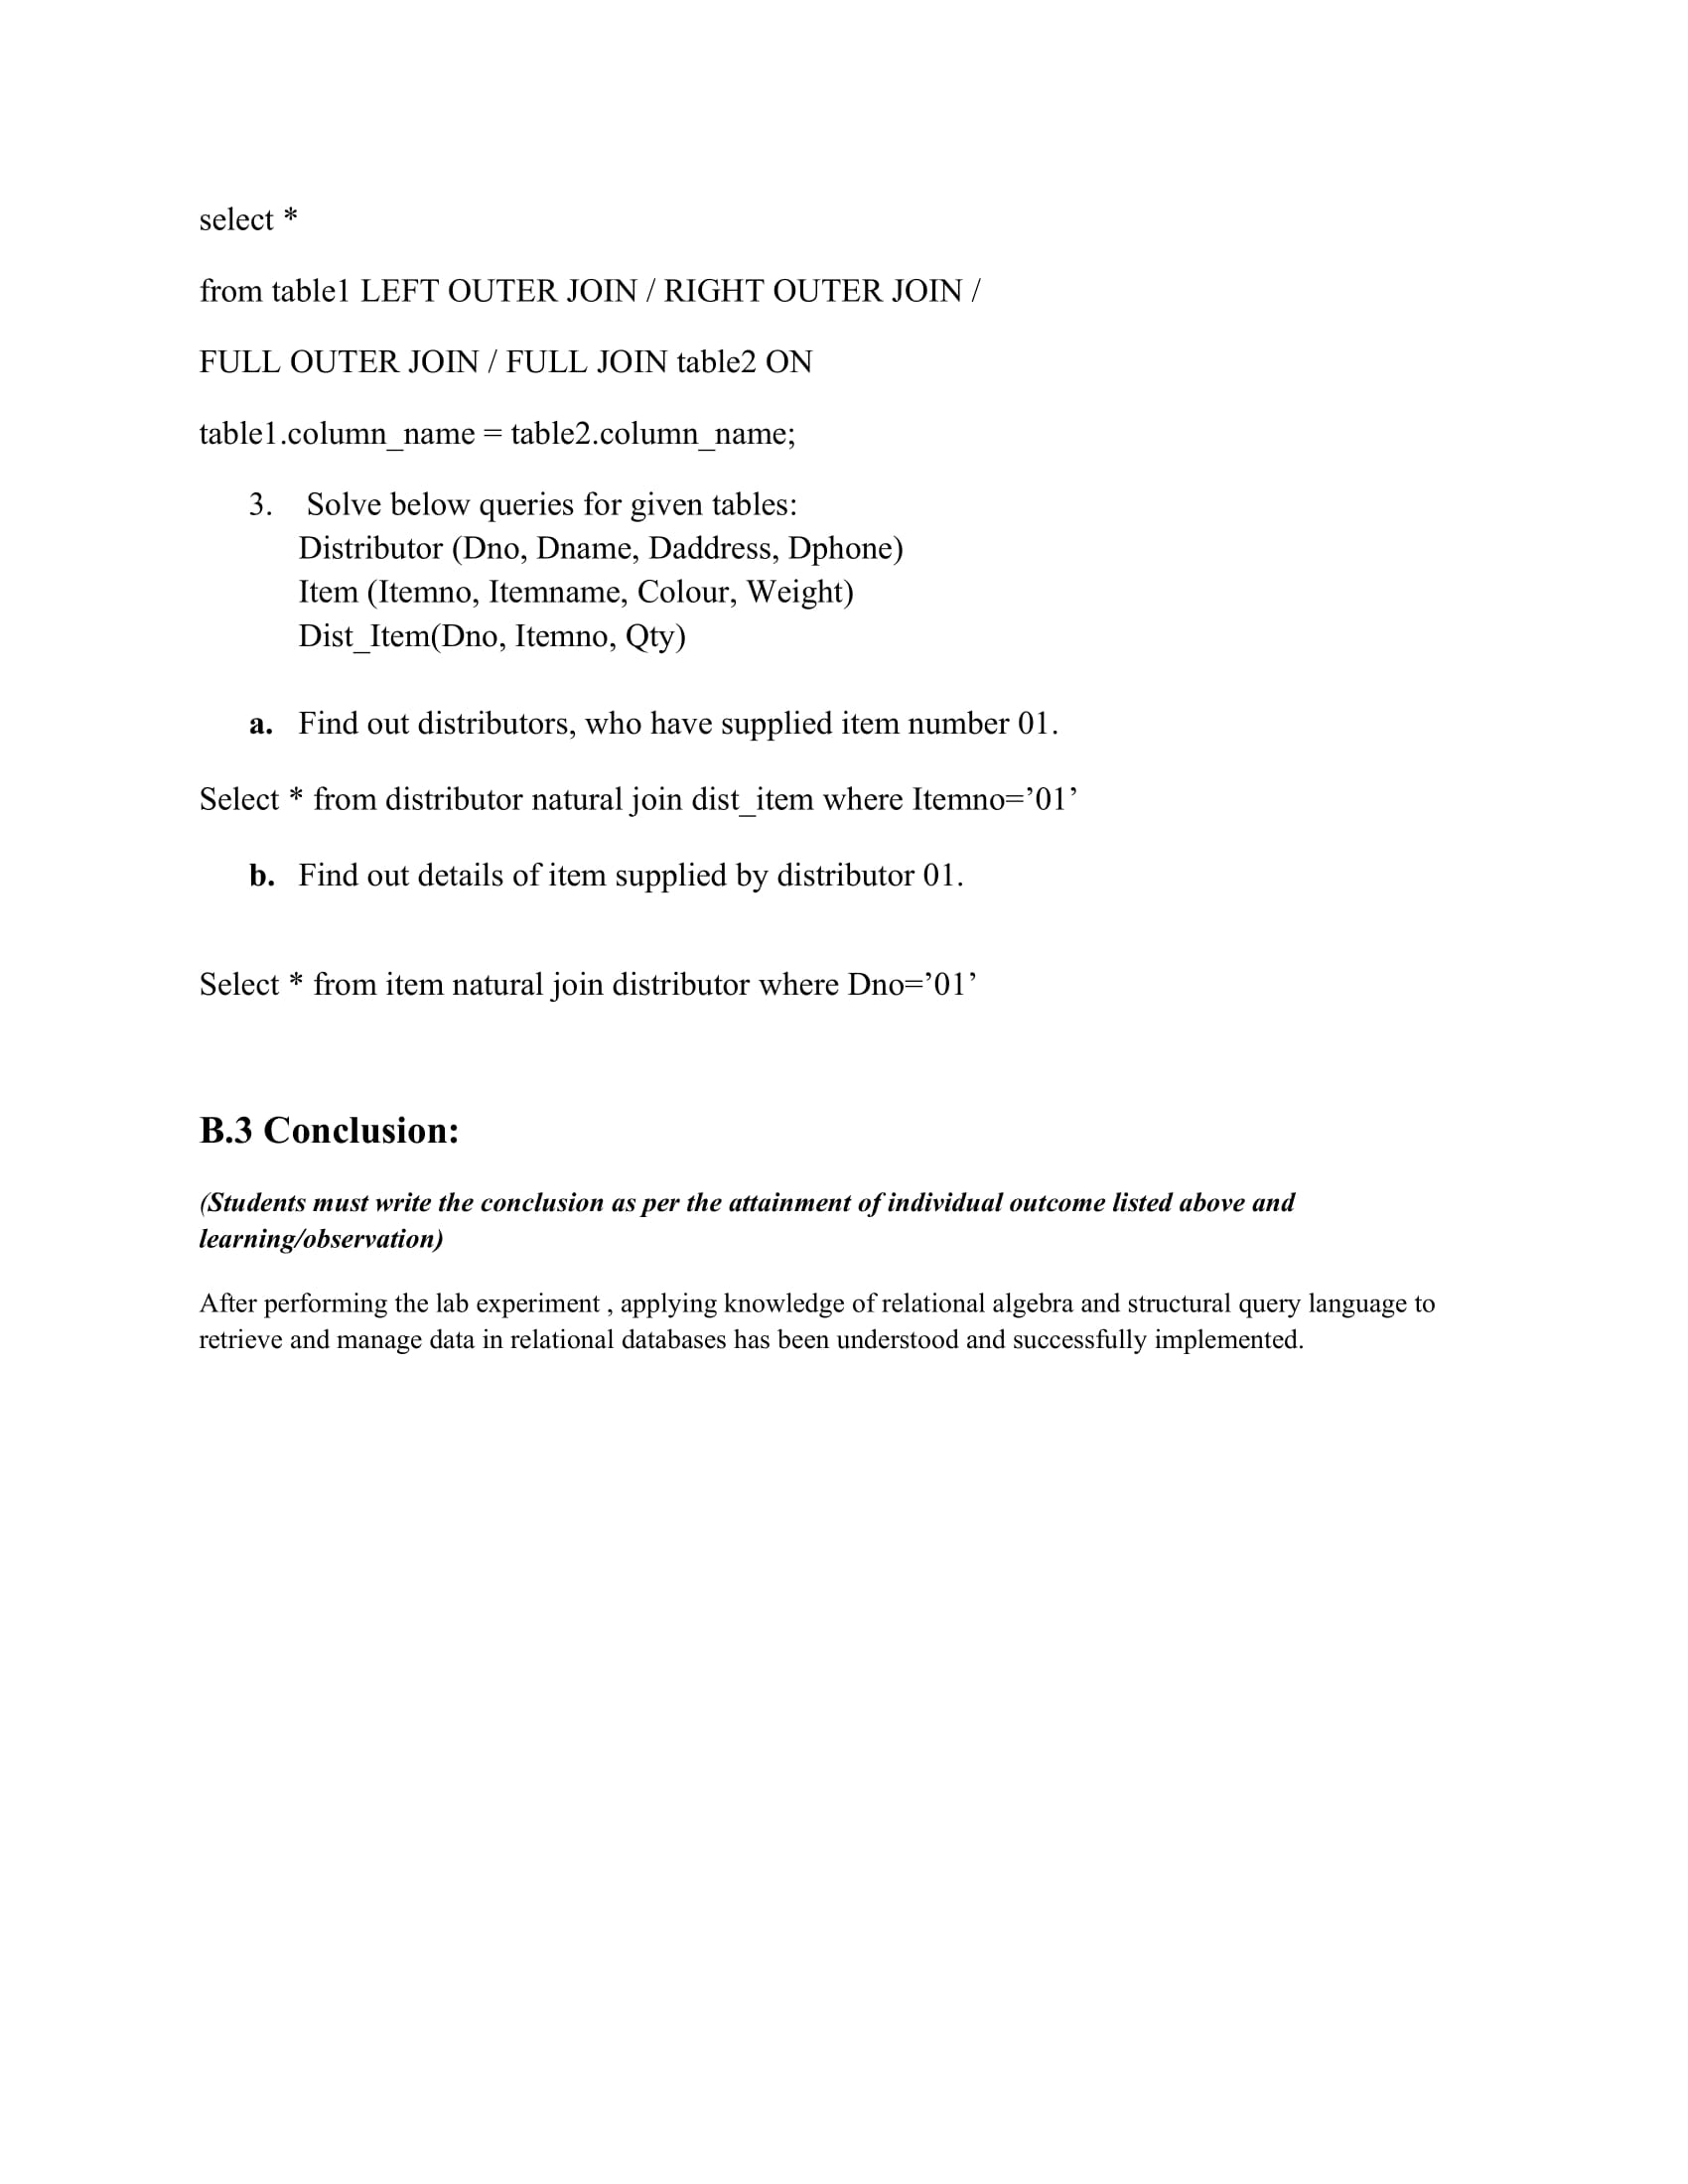 select *
from table1 LEFT OUTER JOIN / RIGHT OUTER JOIN /
FULL OUTER JOIN / FULL JOIN table2 ON
table1.column_name = table2.column_name;
3. Solve below queries for given tables:
Distributor (Dno, Dname, Daddress, Dphone)
Item (Itemno, Itemname, Colour, Weight)
Dist_Item(Dno, Itemno, Qty)
a. Find out distributors, who have supplied item number 01.
Select * from distributor natural join dist_item where Itemno=’01’
b. Find out details of item supplied by distributor 01.
Select * from item natural join distributor where Dno=’01’
B.3 Conclusion:
(Students must write the conclusion as per the attainment of individual outcome listed above and
learning/observation)
After performing the lab experiment , applying knowledge of relational algebra and structural query language to
retrieve and manage data in relational databases has been understood and successfully implemented.